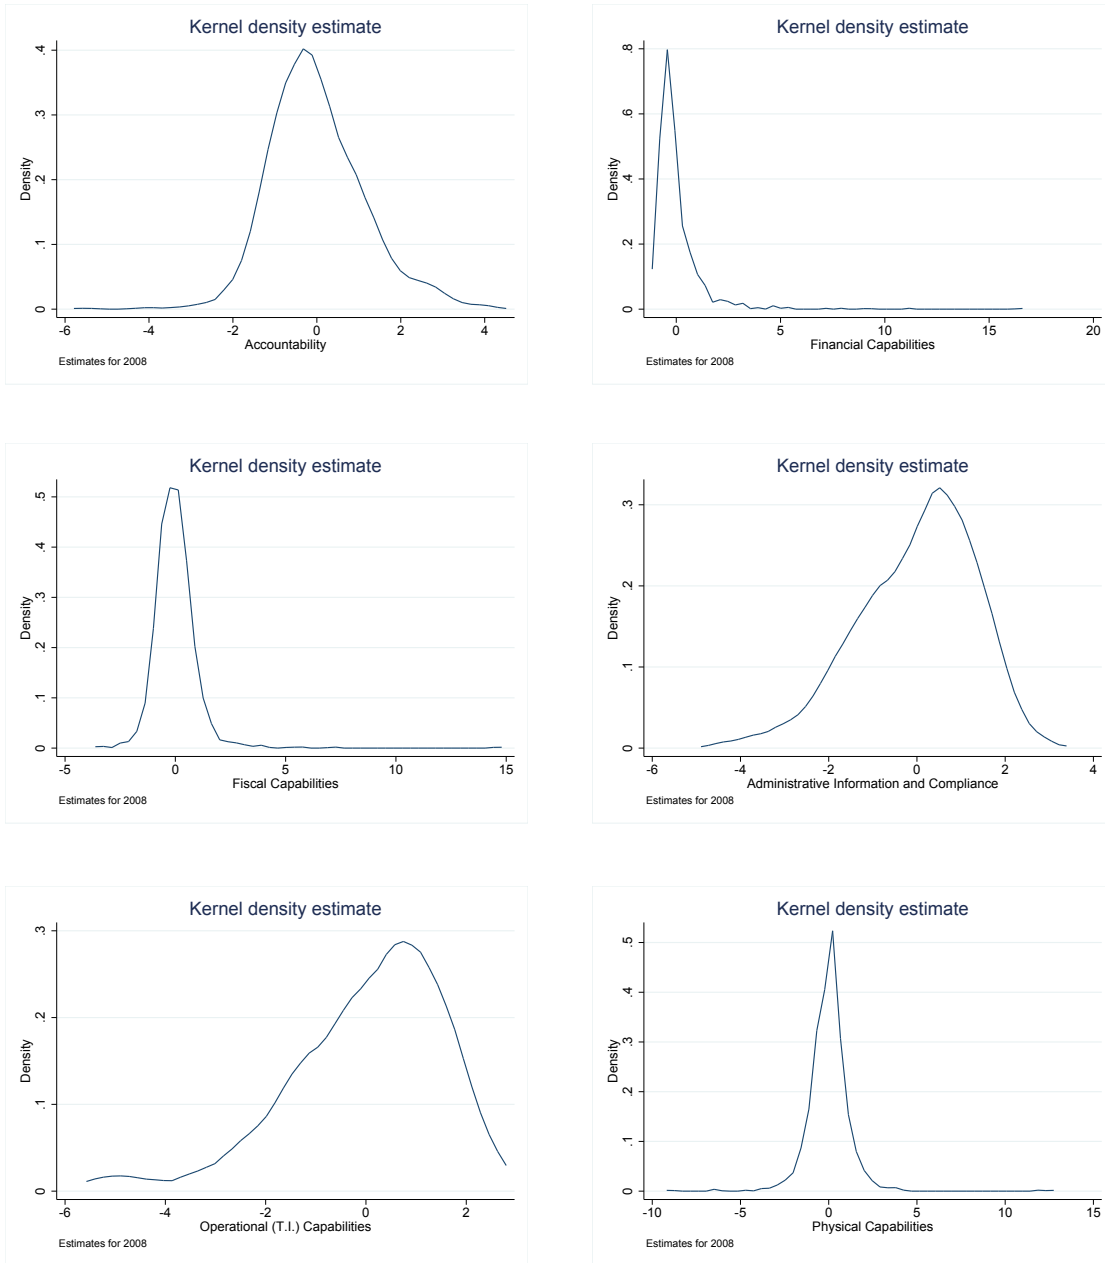 Kernel density estimate
Density
0
.1
.2
.3
.4
-6
-4
-2
0
2
4
Accountability
Estimates for 2008
Kernel density estimate
Density
0
.2
.4
.6
.8
0
5
10
15
20
Financial Capabilities
Estimates for 2008
Kernel density estimate
Density
0
.1
.2
.3
.4
.5
-5
0
5
10
15
Fiscal Capabilities
Estimates for 2008
Kernel density estimate
Density
0
.1
.2
.3
-6
-4
-2
0
2
4
Administrative Information and Compliance
Estimates for 2008
Kernel density estimate
Density
0
.1
.2
.3
-6
-4
-2
0
2
Operational (T.I.) Capabilities
Estimates for 2008
Kernel density estimate
Density
0
.1
.2
.3
.4
.5
-10
-5
0
5
10
15
Physical Capabilities
Estimates for 2008